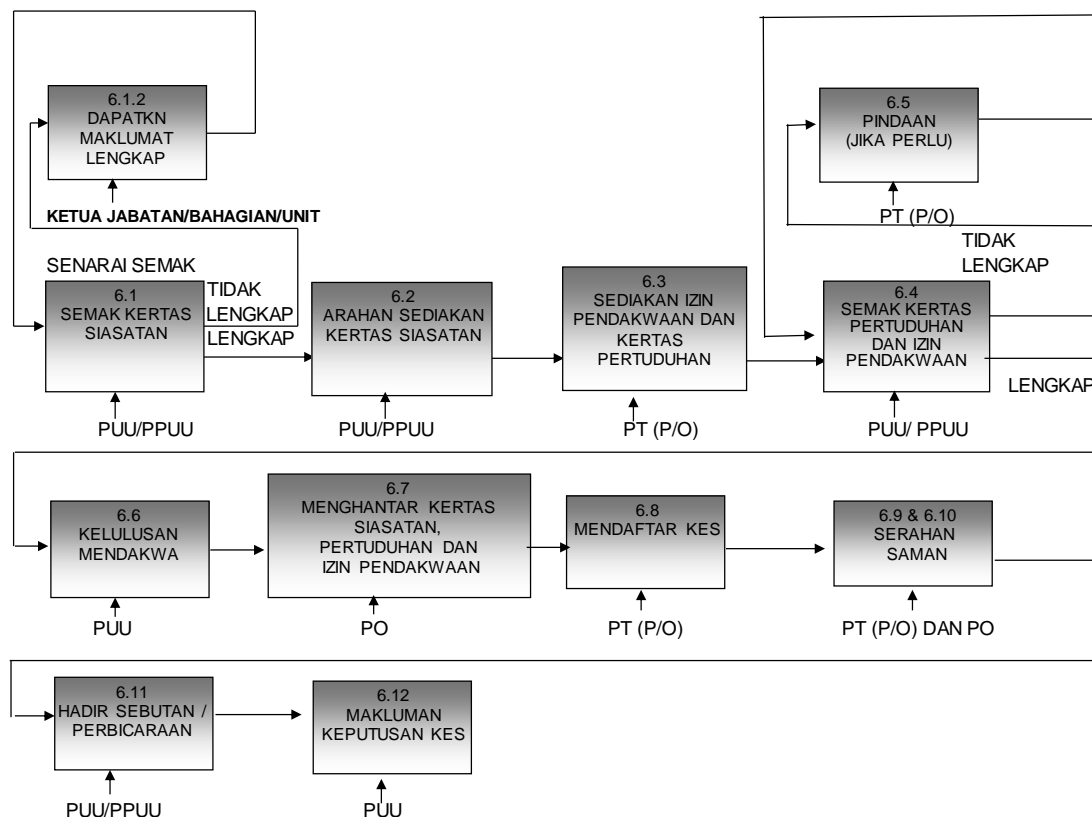 6.1.2
DAPATKN
MAKLUMAT
LENGKAP
KETUA JABATAN/BAHAGIAN/UNIT
6.5
PINDAAN
(JIKA PERLU)
PT (P/O)
TIDAK
LENGKAP
SENARAI SEMAK
6.1
SEMAK KERTAS
SIASATAN
TIDAK
LENGKAP
LENGKAP
PUU/PPUU
6.2
ARAHAN SEDIAKAN
KERTAS SIASATAN
PUU/PPUU
6.3
SEDIAKAN IZIN
PENDAKWAAN DAN
KERTAS
PERTUDUHAN
PT (P/O)
6.4
SEMAK KERTAS
PERTUDUHAN
DAN IZIN
PENDAKWAAN
LENGKAP
PUU/ PPUU
6.6
KELULUSAN
MENDAKWA
PUU
6.7
MENGHANTAR KERTAS
SIASATAN,
PERTUDUHAN DAN
IZIN PENDAKWAAN
PO
6.8
MENDAFTAR KES
PT (P/O)
6.9 & 6.10
SERAHAN
SAMAN
PT (P/O) DAN PO
6.11
HADIR SEBUTAN /
PERBICARAAN
PUU/PPUU
6.12
MAKLUMAN
KEPUTUSAN KES
PUU